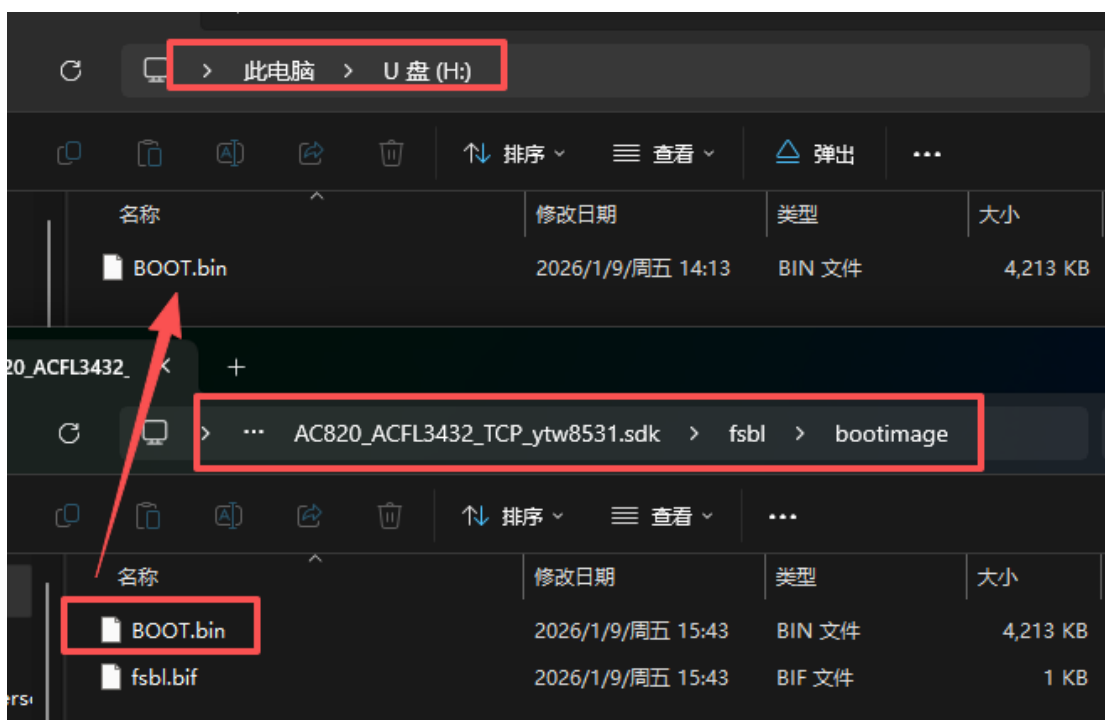 此电脑 > U 盘 (H:)
排序 查看 弹出 ...
名称 修改日期 类型 大小
BOOT.bin 2026/1/9/周五 14:13 BIN 文件 4,213 KB
20_ACFL3432_ × +
> ... AC820_ACFL3432_TCP_ytw8531.sdk > fsbl > bootimage
排序 查看 ...
名称 修改日期 类型 大小
BOOT.bin 2026/1/9/周五 15:43 BIN 文件 4,213 KB
fsbl.bif 2026/1/9/周五 15:43 BIF 文件 1 KB